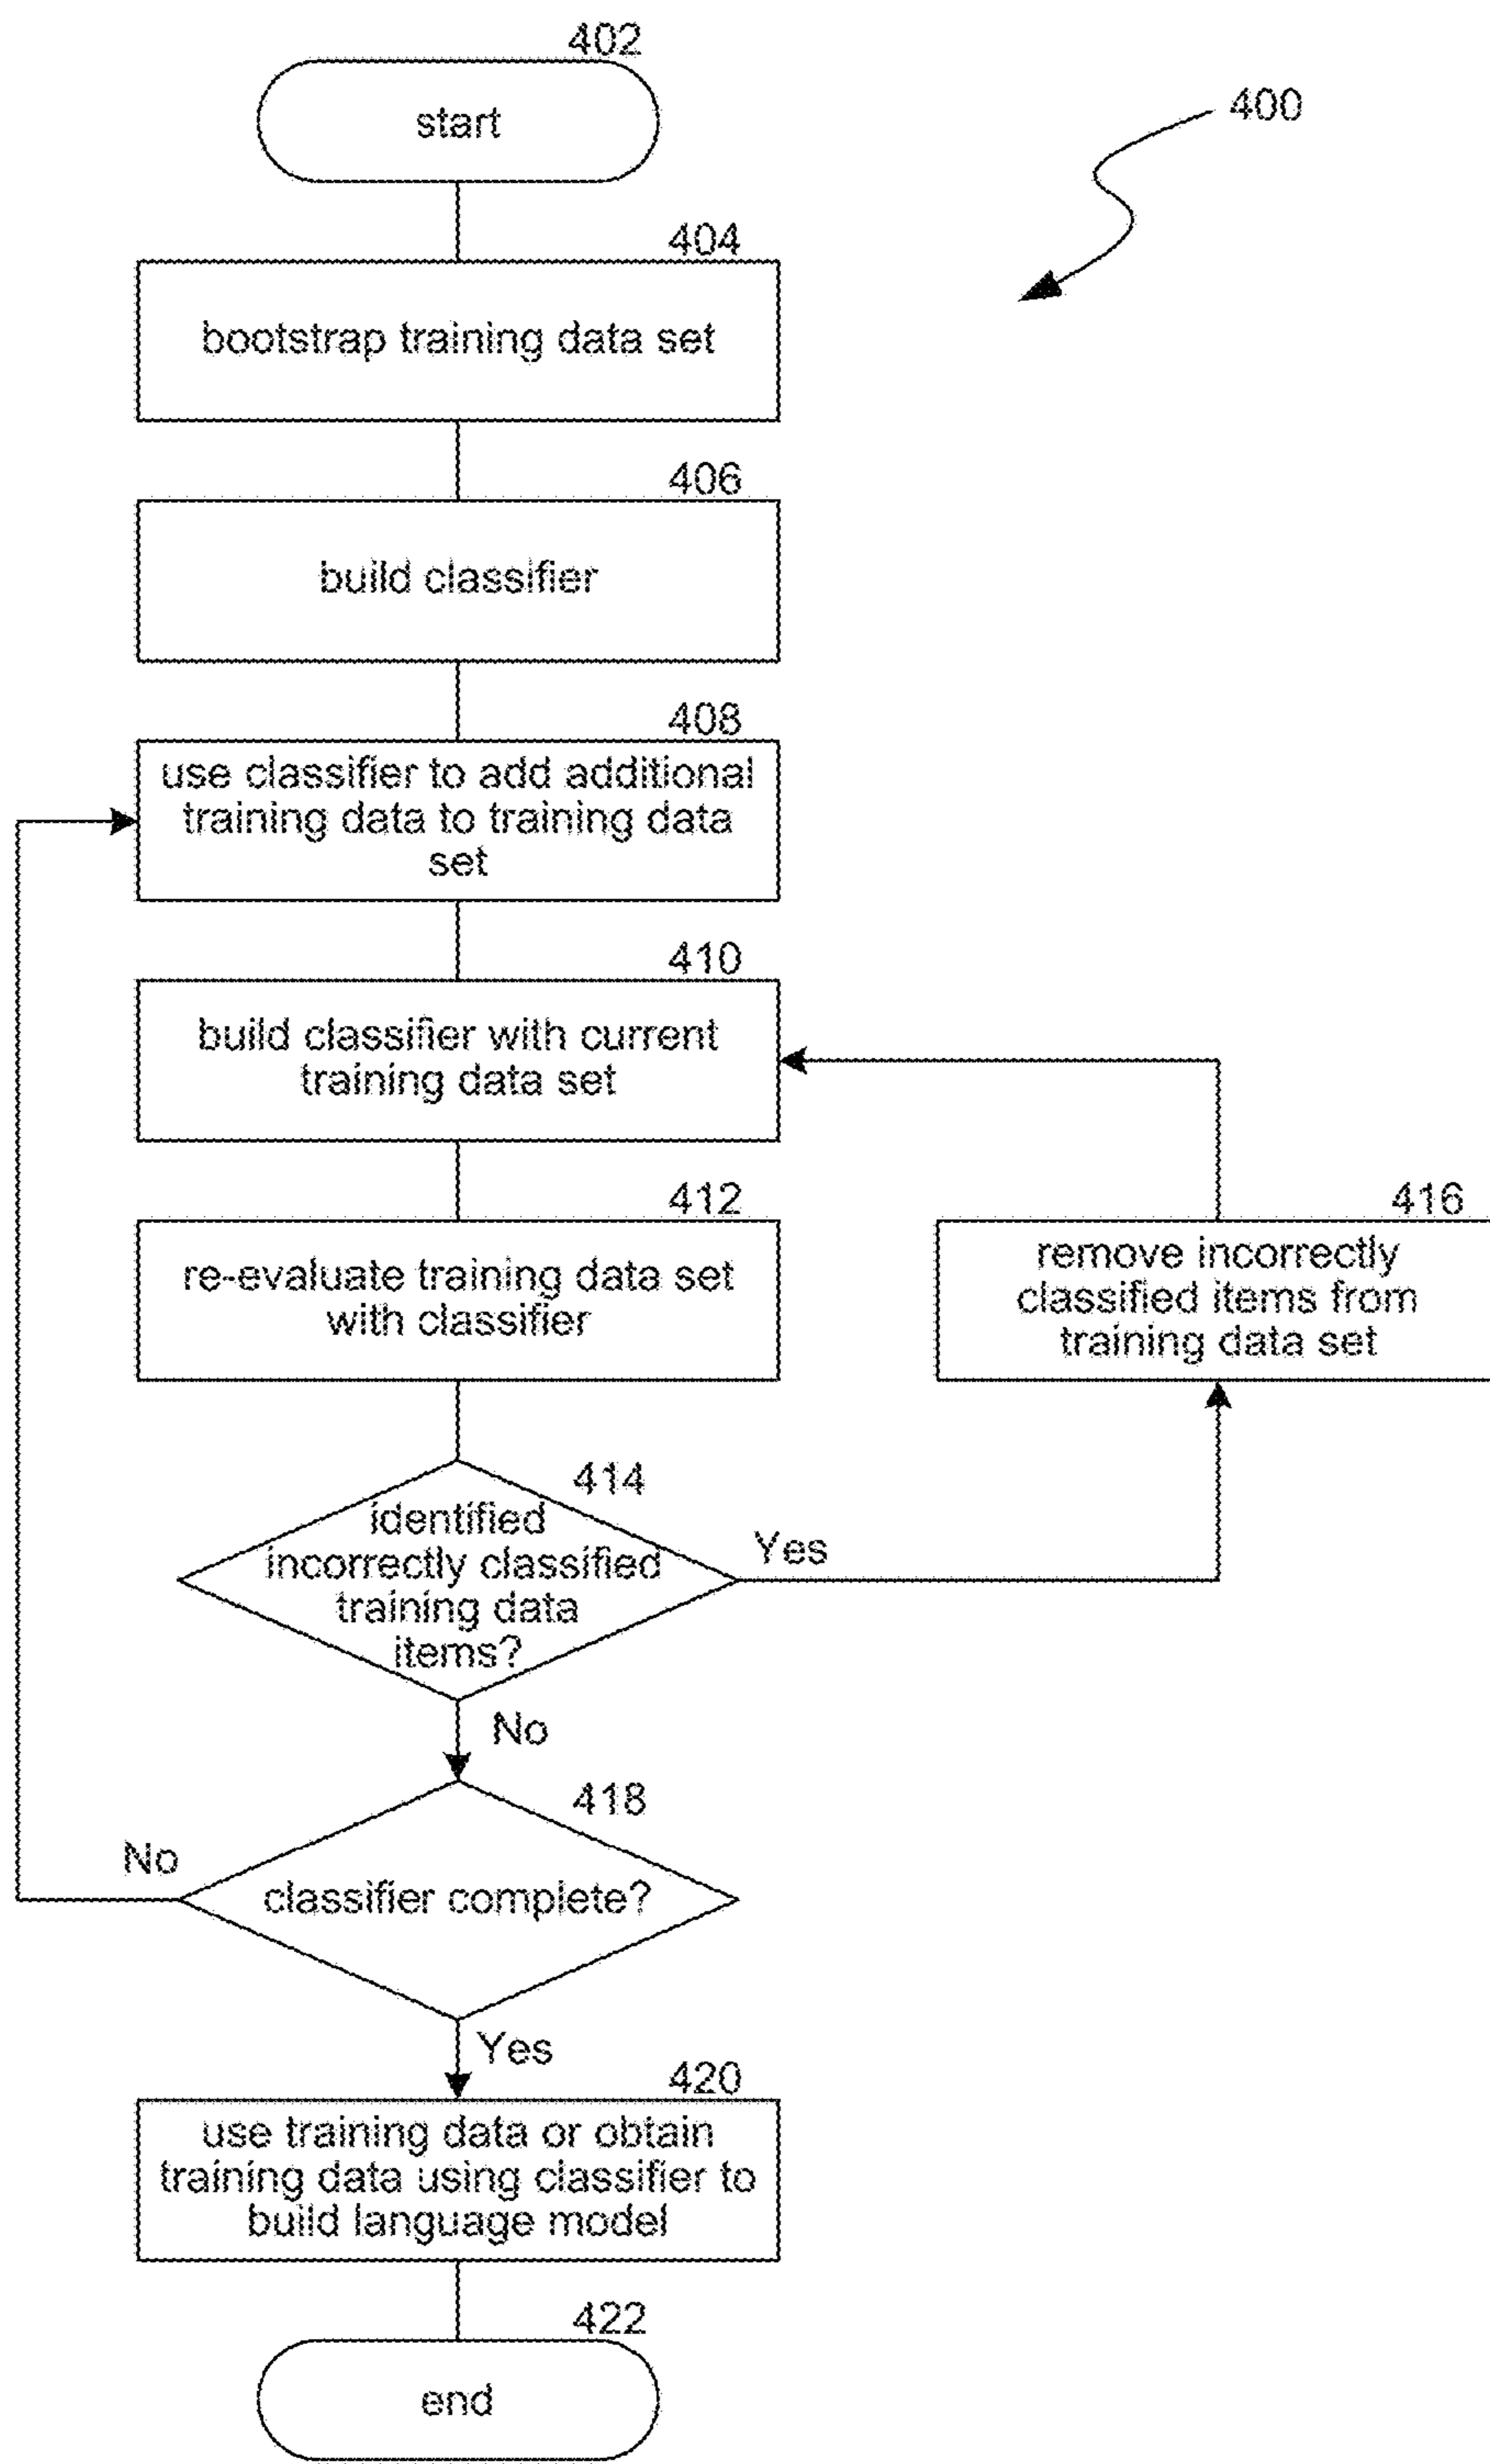 402
start
400
404
bootstrap training data set
406
build classifier
408
use classifier to add additional
training data to training data
set
410
build classifier with current
training data set
412
re-evaluate training data set
with classifier
416
remove incorrectly
classified items from
training data set
414
identified
incorrectly classified
training data
items?
Yes
No
418
classifier complete?
No
Yes
420
use training data or obtain
training data using classifier to
build language model
422
end